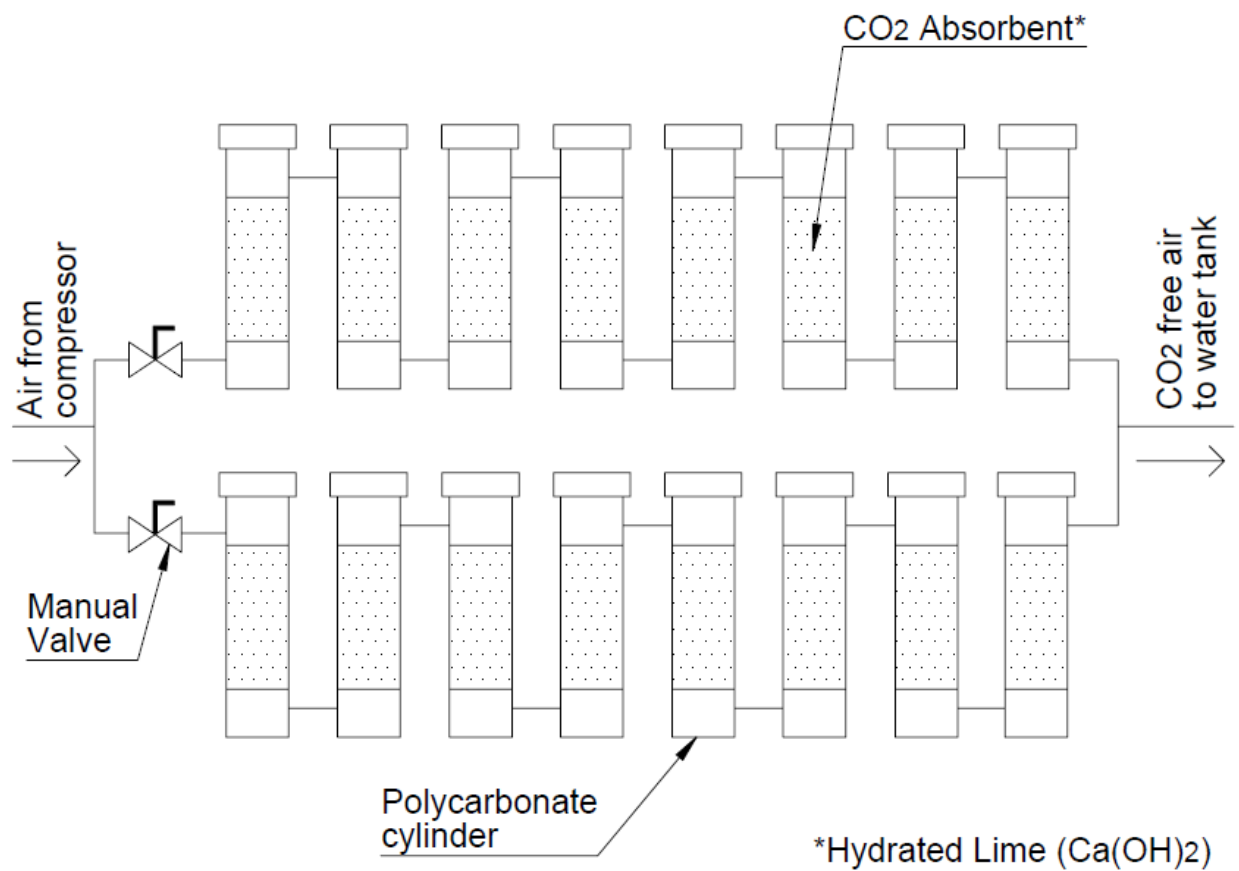 CO2 Absorbent*
Air from
compressor
CO2 free air
to water tank
Manual
Valve
Polycarbonate
cylinder
*Hydrated Lime (Ca(OH)2)